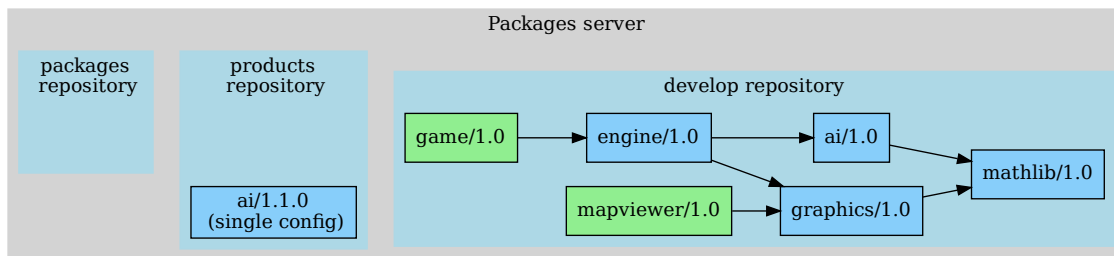 Packages server
packages
repository
products
repository
ai/1.1.0
(single config)
develop repository
game/1.0
engine/1.0
ai/1.0
mathlib/1.0
mapviewer/1.0
graphics/1.0